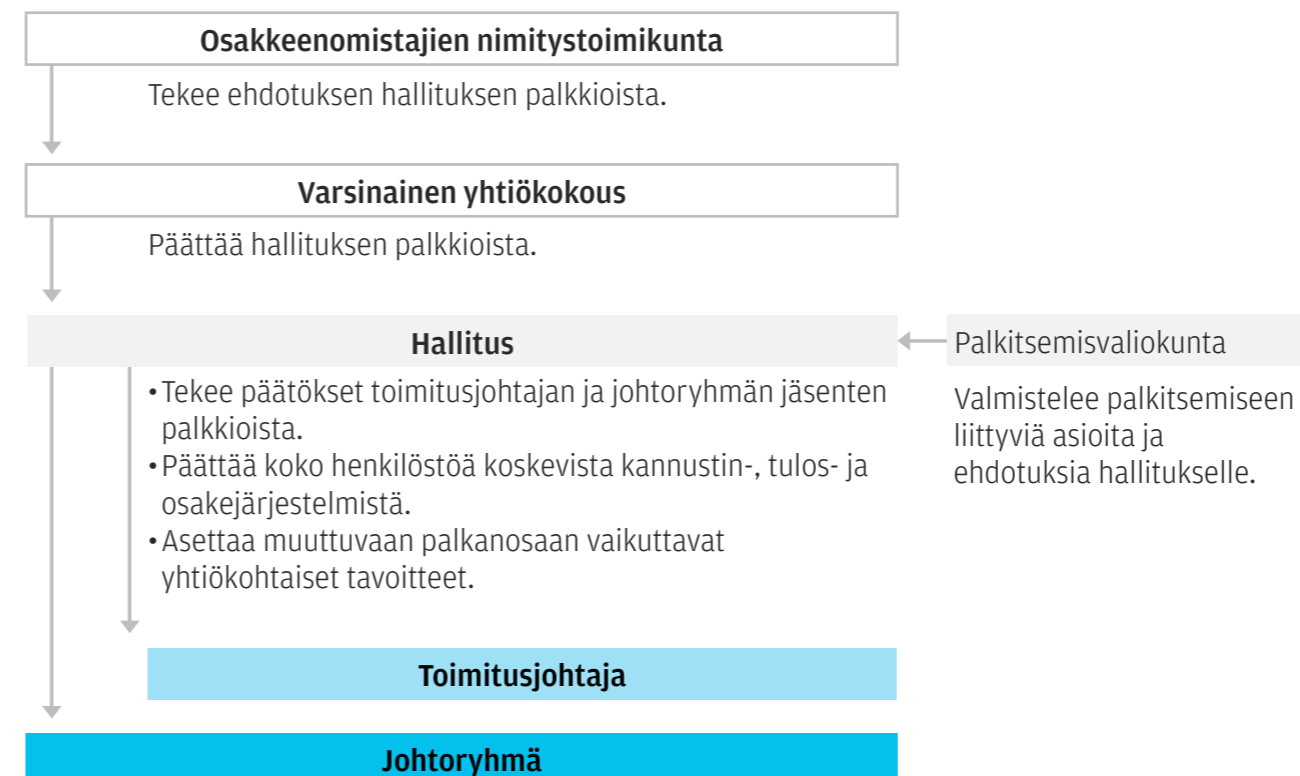 Osakkeenomistajien nimitystoimikunta
Tekee ehdotuksen hallituksen palkkioista.
Varsinainen yhtiökokous
Päättää hallituksen palkkioista.
Hallitus
• Tekee päätökset toimitusjohtajan ja johtoryhmän jäsenten
palkkioista.
• Päättää koko henkilöstöä koskevista kannustin-, tulos- ja
osakejärjestelmistä.
• Asettaa muuttuvaan palkanosaan vaikuttavat
yhtiökohtaiset tavoitteet.
Palkitsemisvaliokunta
Valmistelee palkitsemiseen
liittyviä asioita ja
ehdotuksia hallitukselle.
Toimitusjohtaja
Johtoryhmä